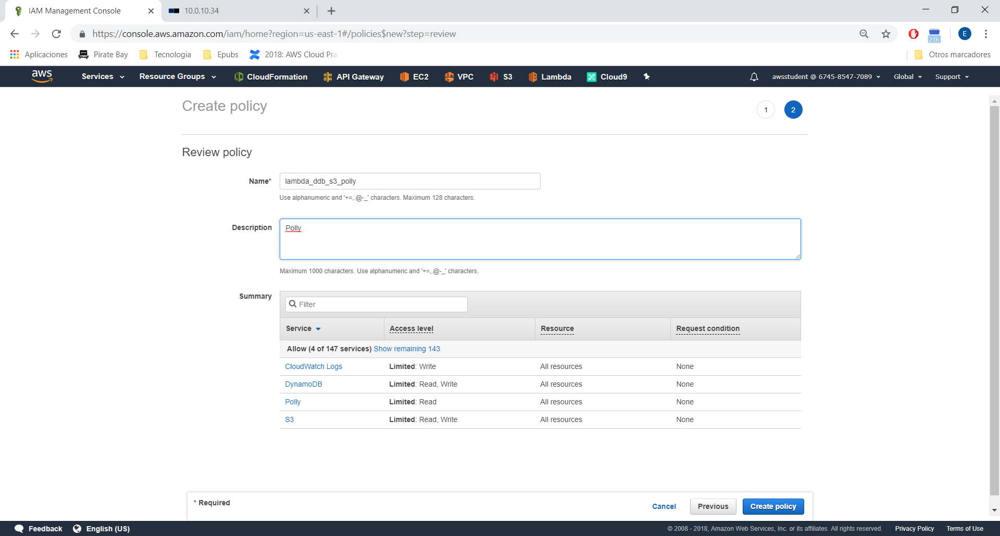 IAM Management Console
10.0.10.34
https://console.aws.amazon.com/iam/home?region=us-east-1#/policies$new?step=review
21h
E
Aplicaciones Pirate Bay Tecnologia Epubs 2018: AWS Cloud Pra Otros marcadores
aws Services Resource Groups CloudFormation API Gateway EC2 VPC S3 Lambda Cloud9 awsstudent @ 6745-8547-7089 Global Support
Create policy 1 2
Review policy
Name* lambda_ddb_s3_polly
Use alphanumeric and '+=,.@-_' characters. Maximum 128 characters.
Description Polly
Maximum 1000 characters. Use alphanumeric and '+=,.@-_' characters.
Summary Filter
Service Access level Resource Request condition
Allow (4 of 147 services) Show remaining 143
CloudWatch Logs Limited: Write All resources None
DynamoDB Limited: Read, Write All resources None
Polly Limited: Read All resources None
S3 Limited: Read, Write All resources None
* Required Cancel Previous Create policy
Feedback English (US) © 2008 - 2018, Amazon Web Services, Inc. or its affiliates. All rights reserved. Privacy Policy Terms of Use